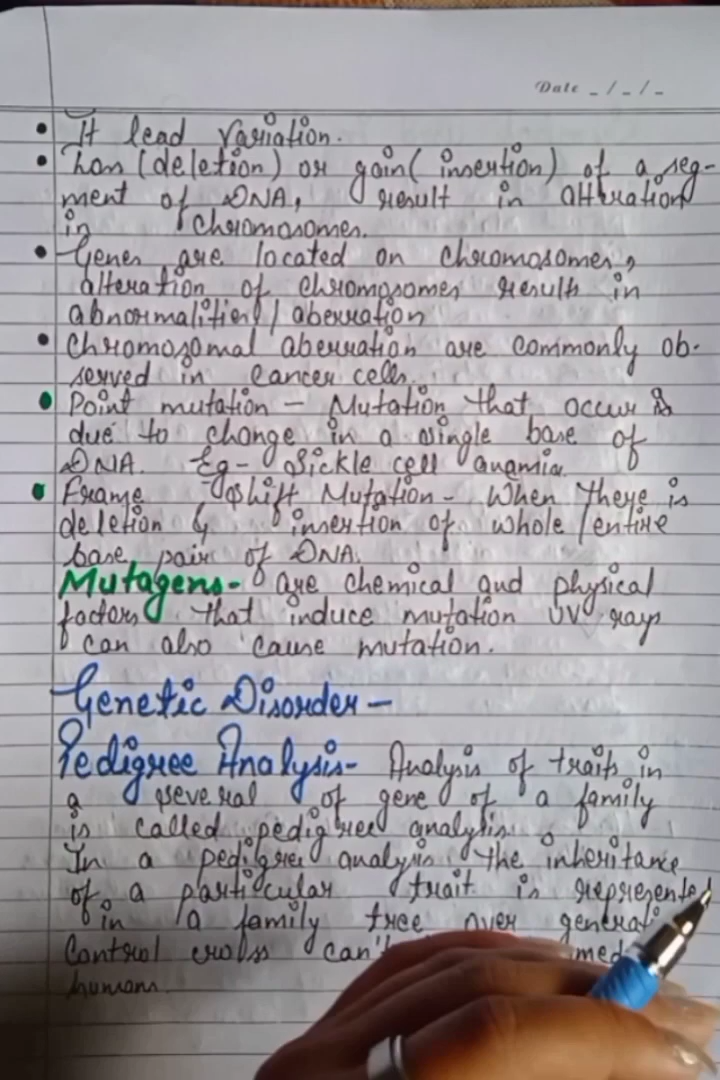 Date _/_/_
• It lead variation.
• Loss (deletion) or gain (insertion) of a seg-
ment of DNA, result in alteration
in chromosomes.
• Genes are located on chromosomes,
alteration of chromosomes results in
abnormalities / aberration
• Chromosomal aberration are commonly ob-
served in cancer cells.
• Point mutation - Mutation that occur is
due to change in a single base of
DNA. Eg- Sickle cell anamia.
• Frame shift Mutation - When there is
deletion & insertion of whole / entire
base pair of DNA.
Mutagens- are chemical and physical
factors that induce mutation UV rays
can also cause mutation.
Genetic Disorder-
Pedigree Analysis- Analysis of traits in
a several of gene of a family
is called pedigree analysis.
In a pedigree analysis the inheritance
of a particular trait is represented
in a family tree over
Control cross can't
humans.